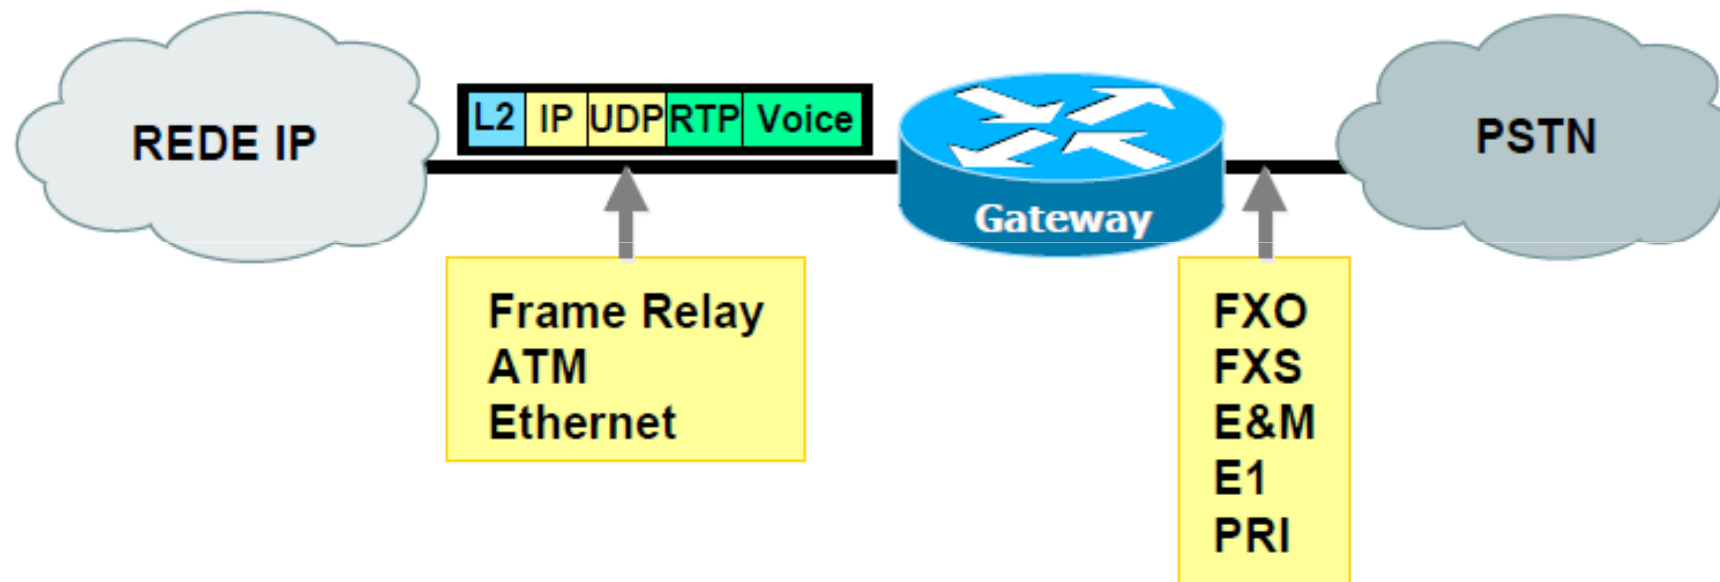 REDE IP
L2 IP UDP RTP Voice
Gateway
PSTN
Frame Relay
ATM
Ethernet
FXO
FXS
E&M
E1
PRI